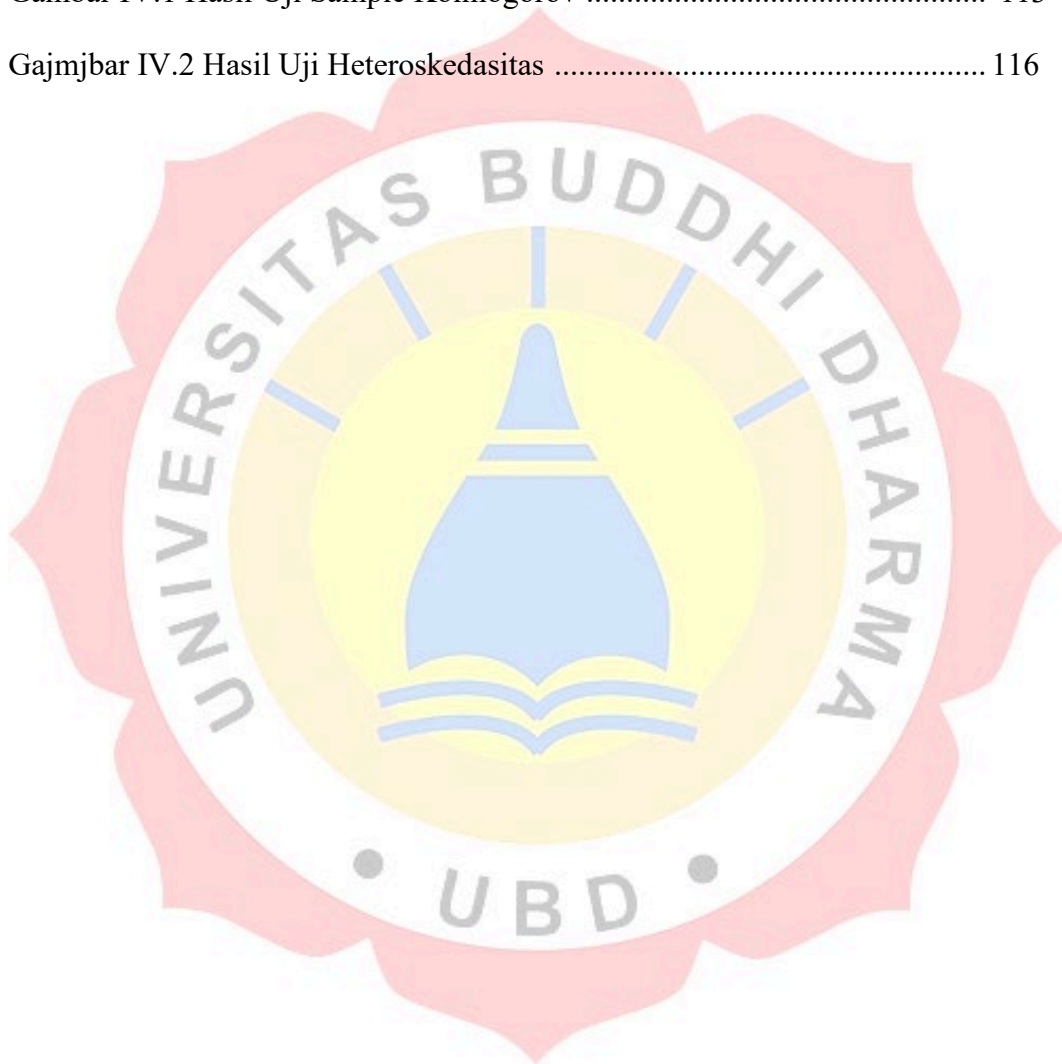 Gambar IV.1 Hasil Uji Sample Kolmogorov .................................................. 115
Gajmjbar IV.2 Hasil Uji Heteroskedasitas ...................................................... 116
UNIVERSITAS BUDDHI DHARMA
• UBD •